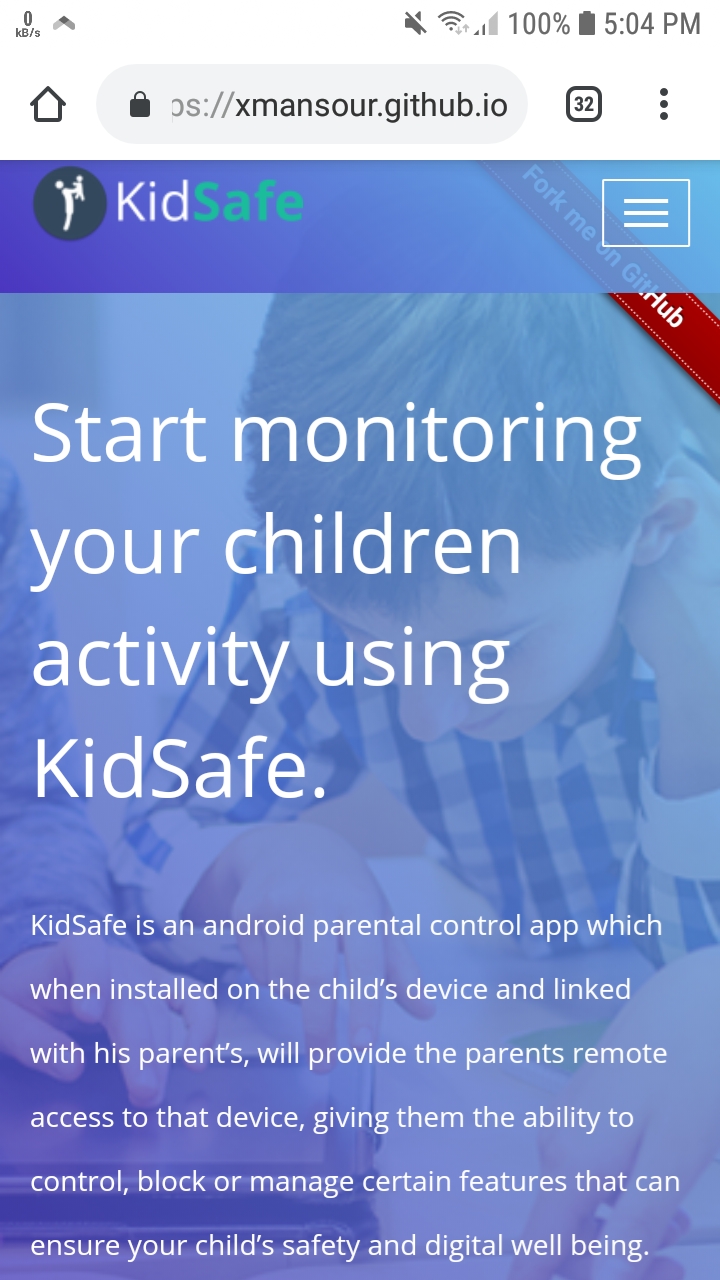 0
kB/s
100% 5:04 PM
ps://xmansour.github.io
32
KidSafe
Fork me on GitHub
Start monitoring
your children
activity using
KidSafe.
KidSafe is an android parental control app which
when installed on the child’s device and linked
with his parent’s, will provide the parents remote
access to that device, giving them the ability to
control, block or manage certain features that can
ensure your child’s safety and digital well being.